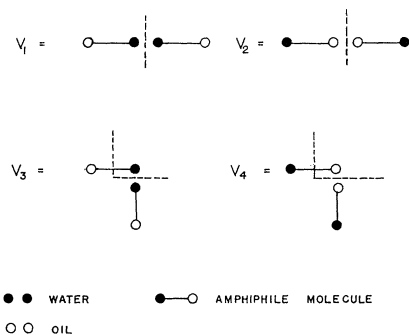 V₁ = V₂ =
V₃ = V₄ =
WATER AMPHIPHILE MOLECULE
OIL